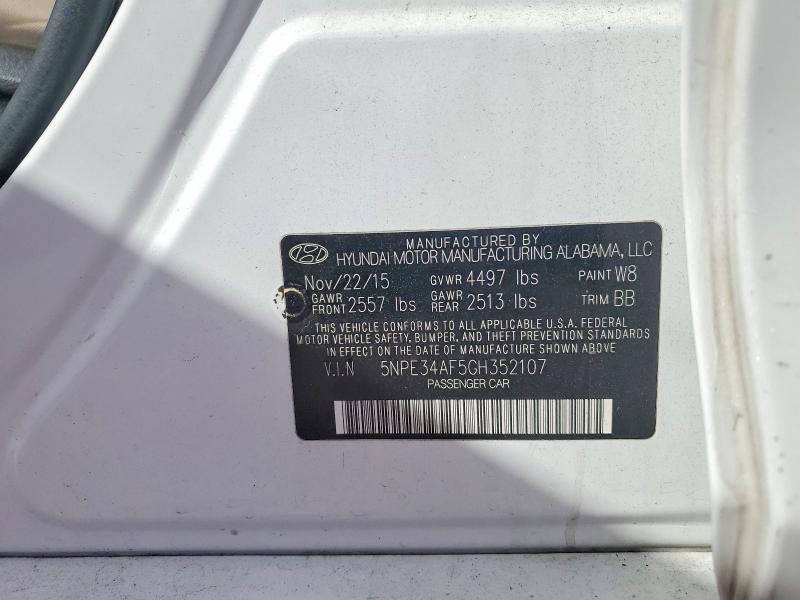 MANUFACTURED BY
HYUNDAI MOTOR MANUFACTURING ALABAMA, LLC
Nov/22/15 GVWR 4497 lbs PAINT W8
GAWR FRONT 2557 lbs GAWR REAR 2513 lbs TRIM BB
THIS VEHICLE CONFORMS TO ALL APPLICABLE U.S.A. FEDERAL
MOTOR VEHICLE SAFETY, BUMPER, AND THEFT PREVENTION STANDARDS
IN EFFECT ON THE DATE OF MANUFACTURE SHOWN ABOVE
V.I.N 5NPE34AF5GH352107
PASSENGER CAR